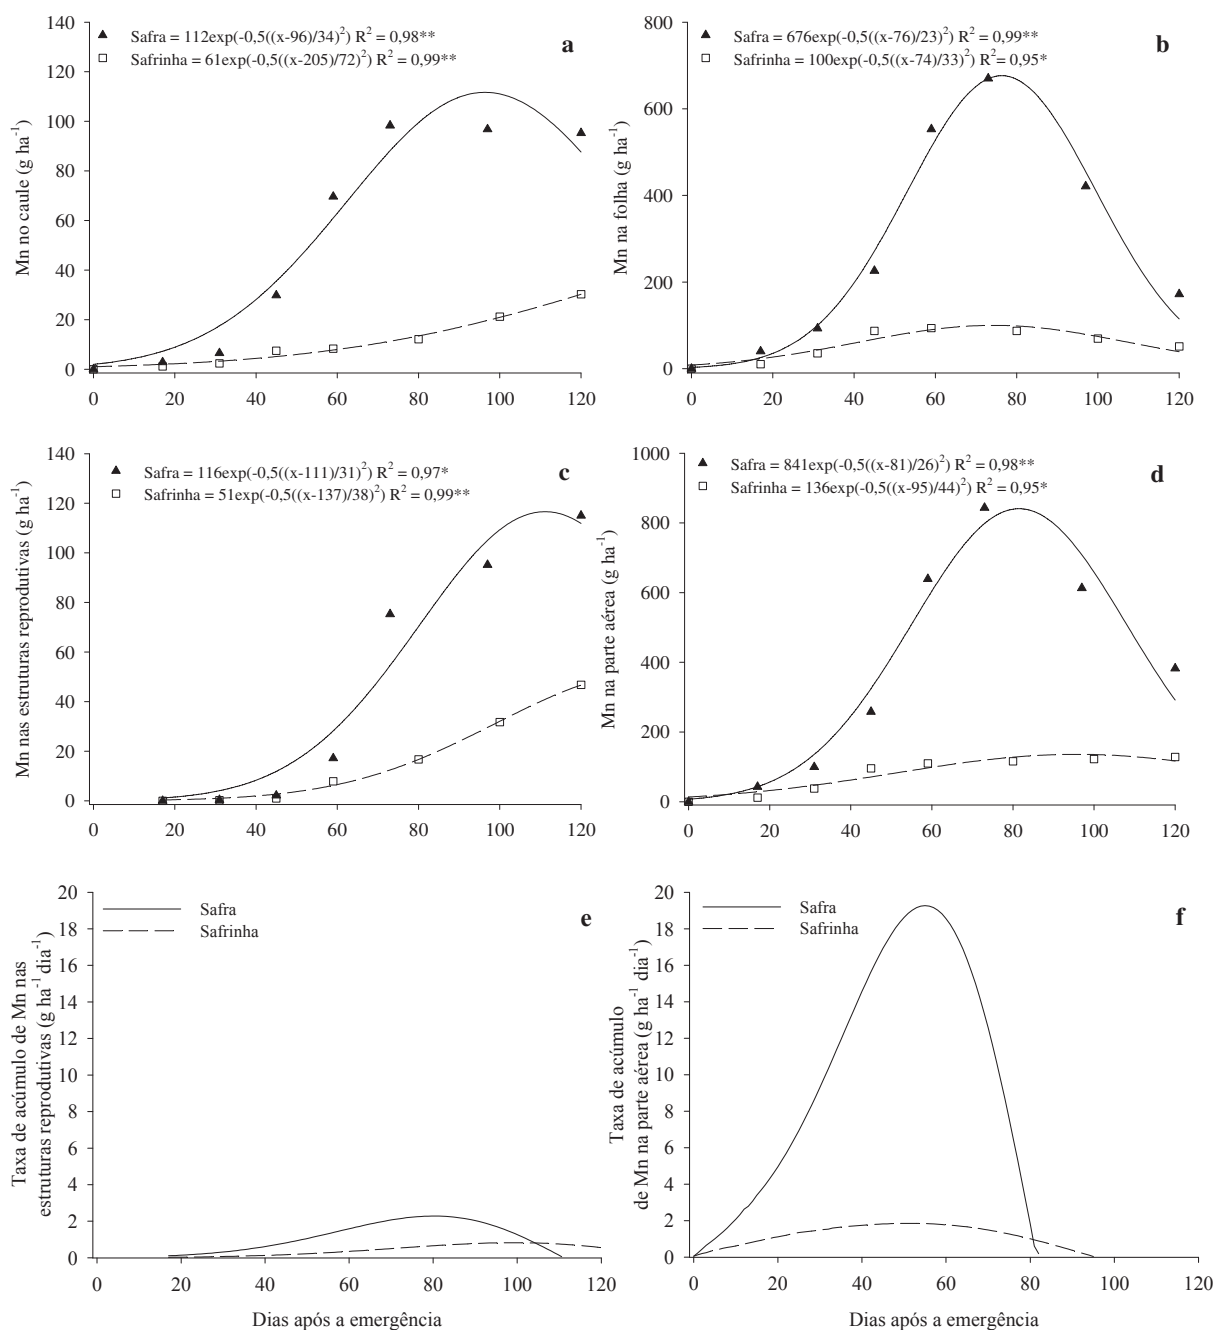 Safra = 112exp(-0,5((x-96)/34)²) R² = 0,98**
Safrinha = 61exp(-0,5((x-205)/72)²) R² = 0,99**
a
Mn no caule (g ha⁻¹)
140
120
100
80
60
40
20
0
0 20 40 60 80 100 120
Safra = 676exp(-0,5((x-76)/23)²) R² = 0,99**
Safrinha = 100exp(-0,5((x-74)/33)²) R²= 0,95*
b
Mn na folha (g ha⁻¹)
800
600
400
200
0
0 20 40 60 80 100 120
Safra = 116exp(-0,5((x-111)/31)²) R² = 0,97*
Safrinha = 51exp(-0,5((x-137)/38)²) R² = 0,99**
c
Mn nas estruturas reprodutivas (g ha⁻¹)
140
120
100
80
60
40
20
0
0 20 40 60 80 100 120
Safra = 841exp(-0,5((x-81)/26)²) R² = 0,98**
Safrinha = 136exp(-0,5((x-95)/44)²) R² = 0,95*
d
Mn na parte aérea (g ha⁻¹)
1000
800
600
400
200
0
0 20 40 60 80 100 120
Safra
Safrinha
e
Taxa de acúmulo de Mn nas
estruturas reprodutivas (g ha⁻¹ dia⁻¹)
20
18
16
14
12
10
8
6
4
2
0
0 20 40 60 80 100 120
Dias após a emergência
Safra
Safrinha
f
Taxa de acúmulo
de Mn na parte aérea (g ha⁻¹ dia⁻¹)
20
18
16
14
12
10
8
6
4
2
0
0 20 40 60 80 100 120
Dias após a emergência